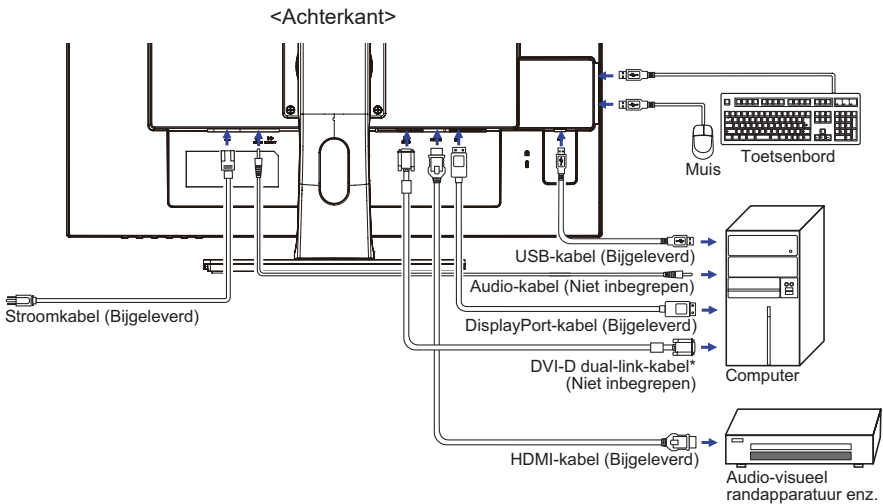 <Achterkant>
Toetsenbord
Muis
USB-kabel (Bijgeleverd)
Audio-kabel (Niet inbegrepen)
Stroomkabel (Bijgeleverd)
DisplayPort-kabel (Bijgeleverd)
DVI-D dual-link-kabel*
(Niet inbegrepen)
Computer
HDMI-kabel (Bijgeleverd)
Audio-visueel
randapparatuur enz.